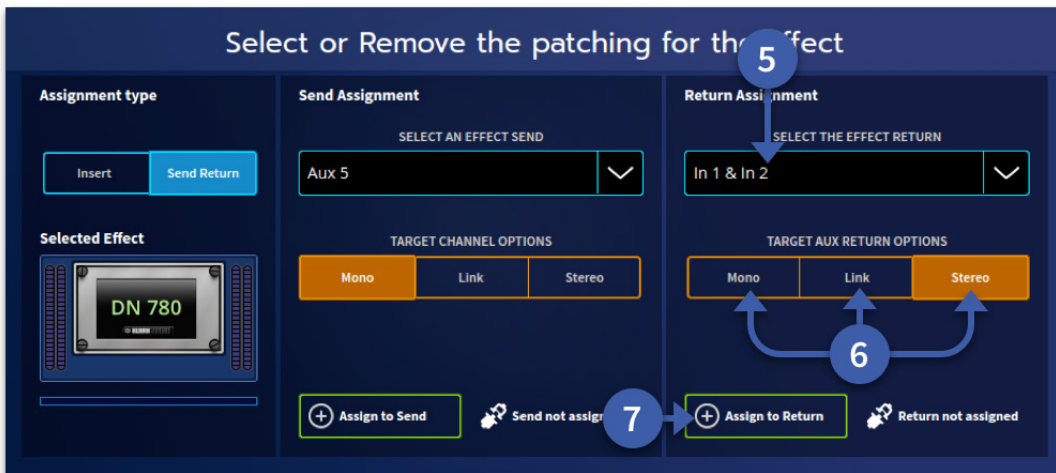 Select or Remove the patching for the effect
5
Assignment type
Insert
Send Return
Selected Effect
DN 780
Send Assignment
SELECT AN EFFECT SEND
Aux 5
TARGET CHANNEL OPTIONS
Mono
Link
Stereo
Assign to Send
Send not assig
Return Assignment
SELECT THE EFFECT RETURN
In 1 & In 2
TARGET AUX RETURN OPTIONS
Mono
Link
Stereo
6
7
Assign to Return
Return not assigned